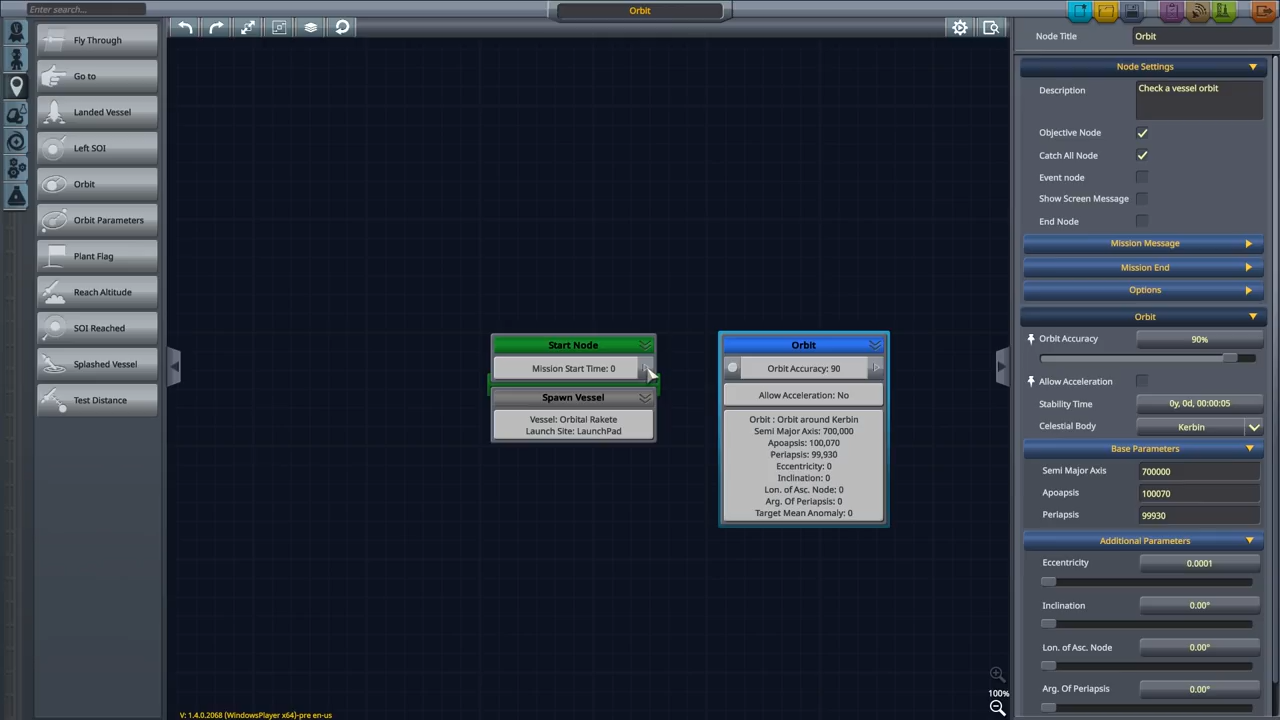 Enter search...
Orbit
Node Title
Orbit
Fly Through
Go to
Landed Vessel
Left SOI
Orbit
Orbit Parameters
Plant Flag
Reach Altitude
SOI Reached
Splashed Vessel
Test Distance
Start Node
Mission Start Time: 0
Spawn Vessel
Vessel: Orbital Rakete
Launch Site: LaunchPad
Orbit
Orbit Accuracy: 90
Allow Acceleration: No
Orbit : Orbit around Kerbin
Semi Major Axis: 700,000
Apoapsis: 100,070
Periapsis: 99,930
Eccentricity: 0
Inclination: 0
Lon. of Asc. Node: 0
Arg. Of Periapsis: 0
Target Mean Anomaly: 0
Node Settings
Description
Check a vessel orbit
Objective Node
Catch All Node
Event node
Show Screen Message
End Node
Mission Message
Mission End
Options
Orbit
Orbit Accuracy
90%
Allow Acceleration
Stability Time
0y, 0d, 00:00:05
Celestial Body
Kerbin
Base Parameters
Semi Major Axis
700000
Apoapsis
100070
Periapsis
99930
Additional Parameters
Eccentricity
0.0001
Inclination
0.00°
Lon. of Asc. Node
0.00°
Arg. Of Periapsis
0.00°
100%
V: 1.4.0.2068 (WindowsPlayer x64)-pre en-us